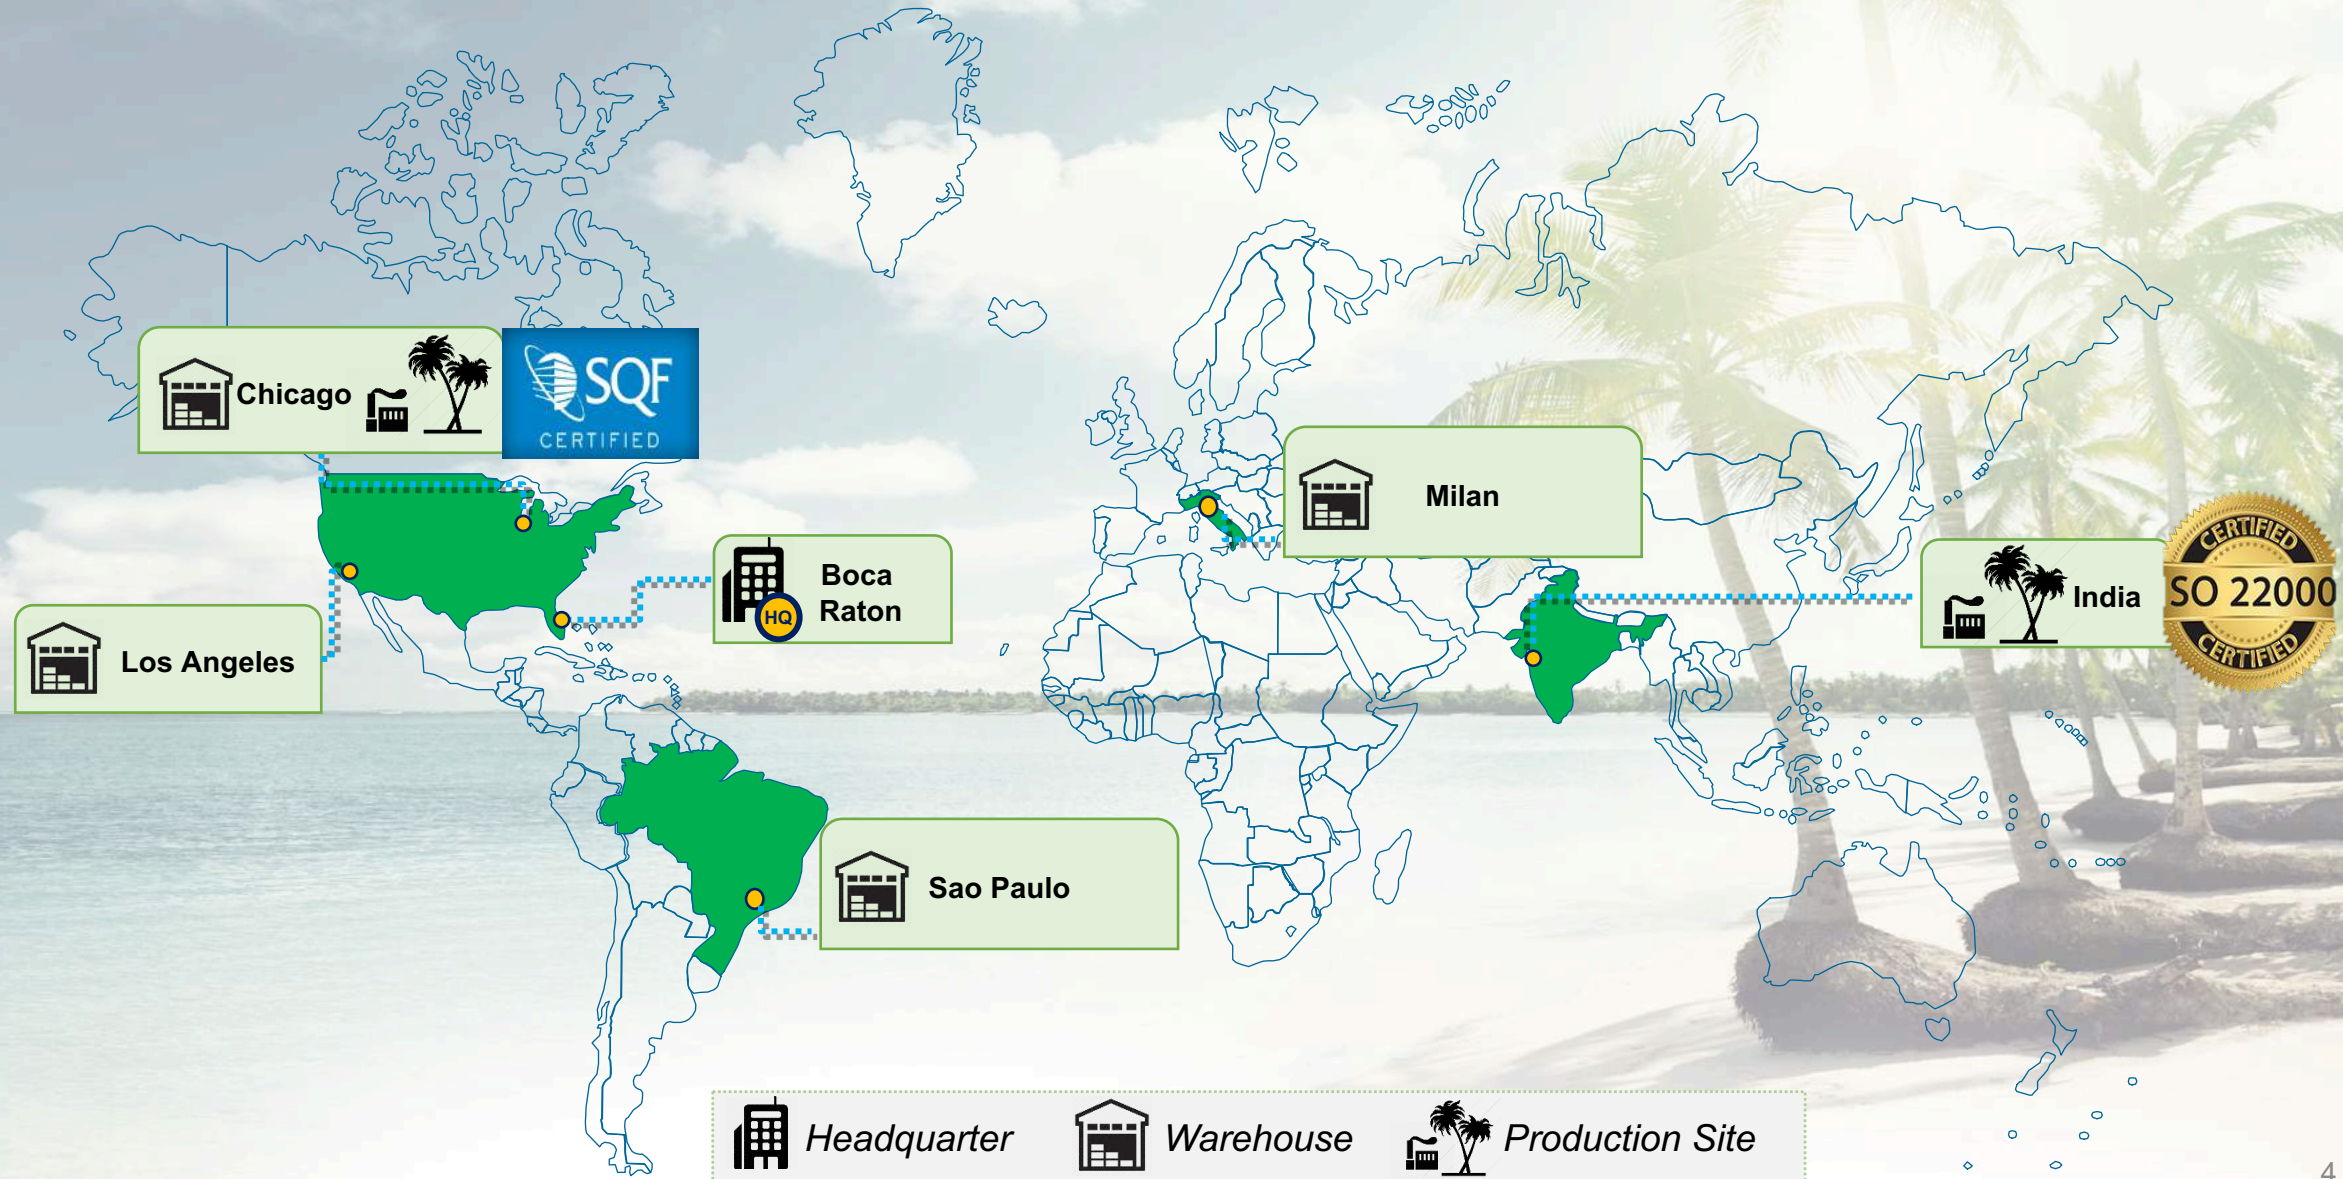 Chicago
SQF
CERTIFIED
Milan
Boca
Raton
HQ
Los Angeles
CERTIFIED
India
SO 22000
CERTIFIED
Sao Paulo
Headquarter
Warehouse
Production Site
4